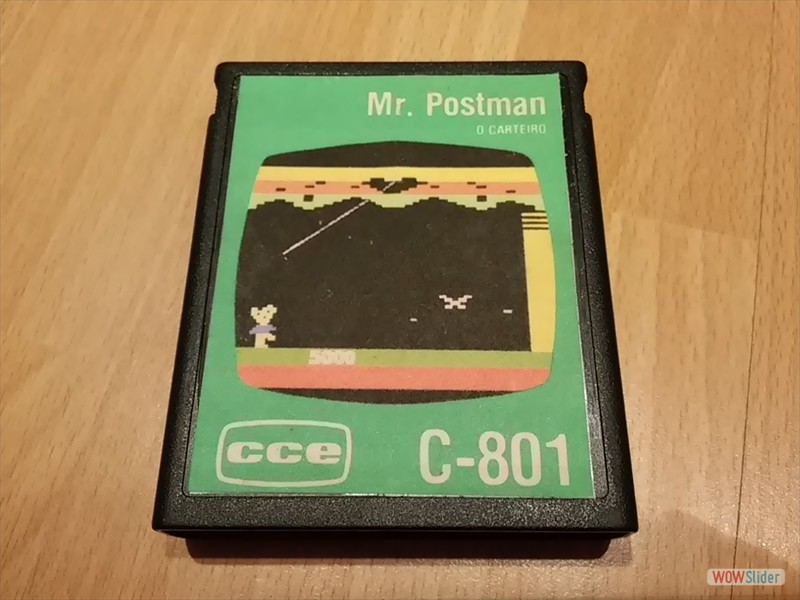 Mr. Postman
O CARTEIRO
5000
cce
C-801
WOWSlider